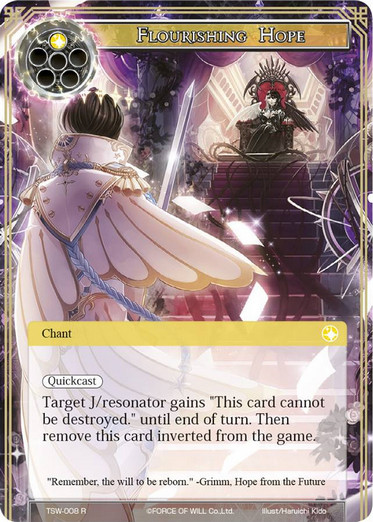 Flourishing Hope
Chant
Quickcast
Target J/resonator gains "This card cannot
be destroyed." until end of turn. Then
remove this card inverted from the game.
"Remember, the will to be reborn." -Grimm, Hope from the Future
TSW-008 R ©FORCE OF WILL Co.,Ltd. Illust/Haruichi Kido